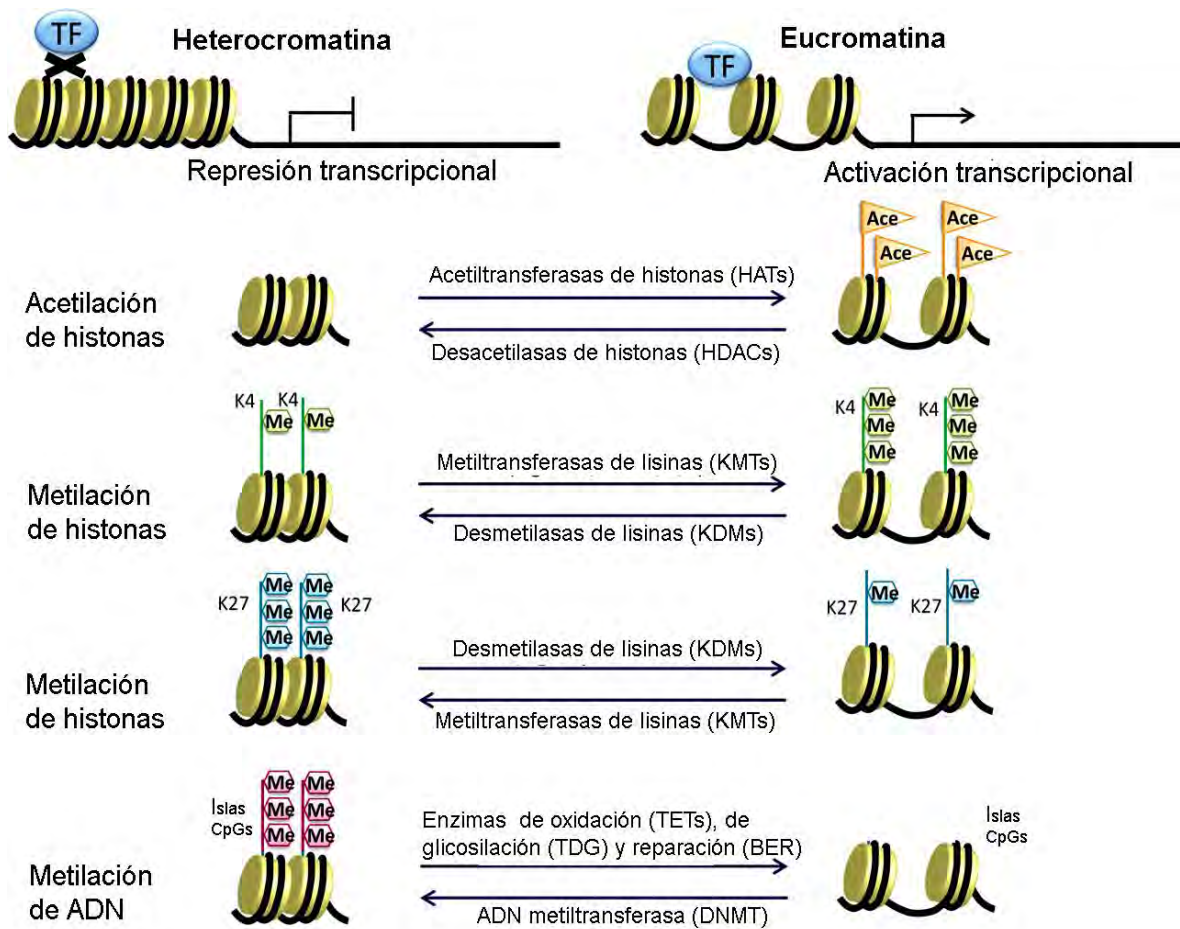 TF
Heterocromatina
Represión transcripcional
Eucromatina
TF
Activación transcripcional
Acetilación
de histonas
Acetiltransferasas de histonas (HATs)
Desacetilasas de histonas (HDACs)
Ace
Ace
Ace
Ace
Metilación
de histonas
K4
Me
K4
Me
Metiltransferasas de lisinas (KMTs)
Desmetilasas de lisinas (KDMs)
K4
Me
Me
Me
K4
Me
Me
Me
Metilación
de histonas
K27
Me
Me
Me
Me
Me
Me
K27
Desmetilasas de lisinas (KDMs)
Metiltransferasas de lisinas (KMTs)
K27
Me
K27
Me
Metilación
de ADN
Islas
CpGs
Me
Me
Me
Me
Me
Me
Enzimas de oxidación (TETs), de
glicosilación (TDG) y reparación (BER)
ADN metiltransferasa (DNMT)
Islas
CpGs